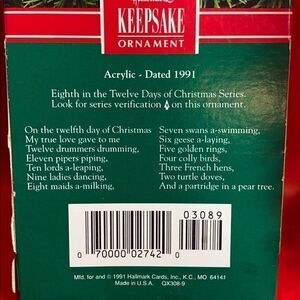 Hallmark
KEEPSAKE
ORNAMENT
Acrylic - Dated 1991
Eighth in the Twelve Days of Christmas Series.
Look for series verification on this ornament.
On the twelfth day of Christmas
My true love gave to me
Twelve drummers drumming,
Eleven pipers piping,
Ten lords a-leaping,
Nine ladies dancing,
Eight maids a-milking,
Seven swans a-swimming,
Six geese a-laying,
Five golden rings,
Four colly birds,
Three French hens,
Two turtle doves,
And a partridge in a pear tree.
03089
0 70000 02742 0
Mfd. for and © 1991 Hallmark Cards, Inc., K.C., MO 64141
Made in U.S.A. QX308-9